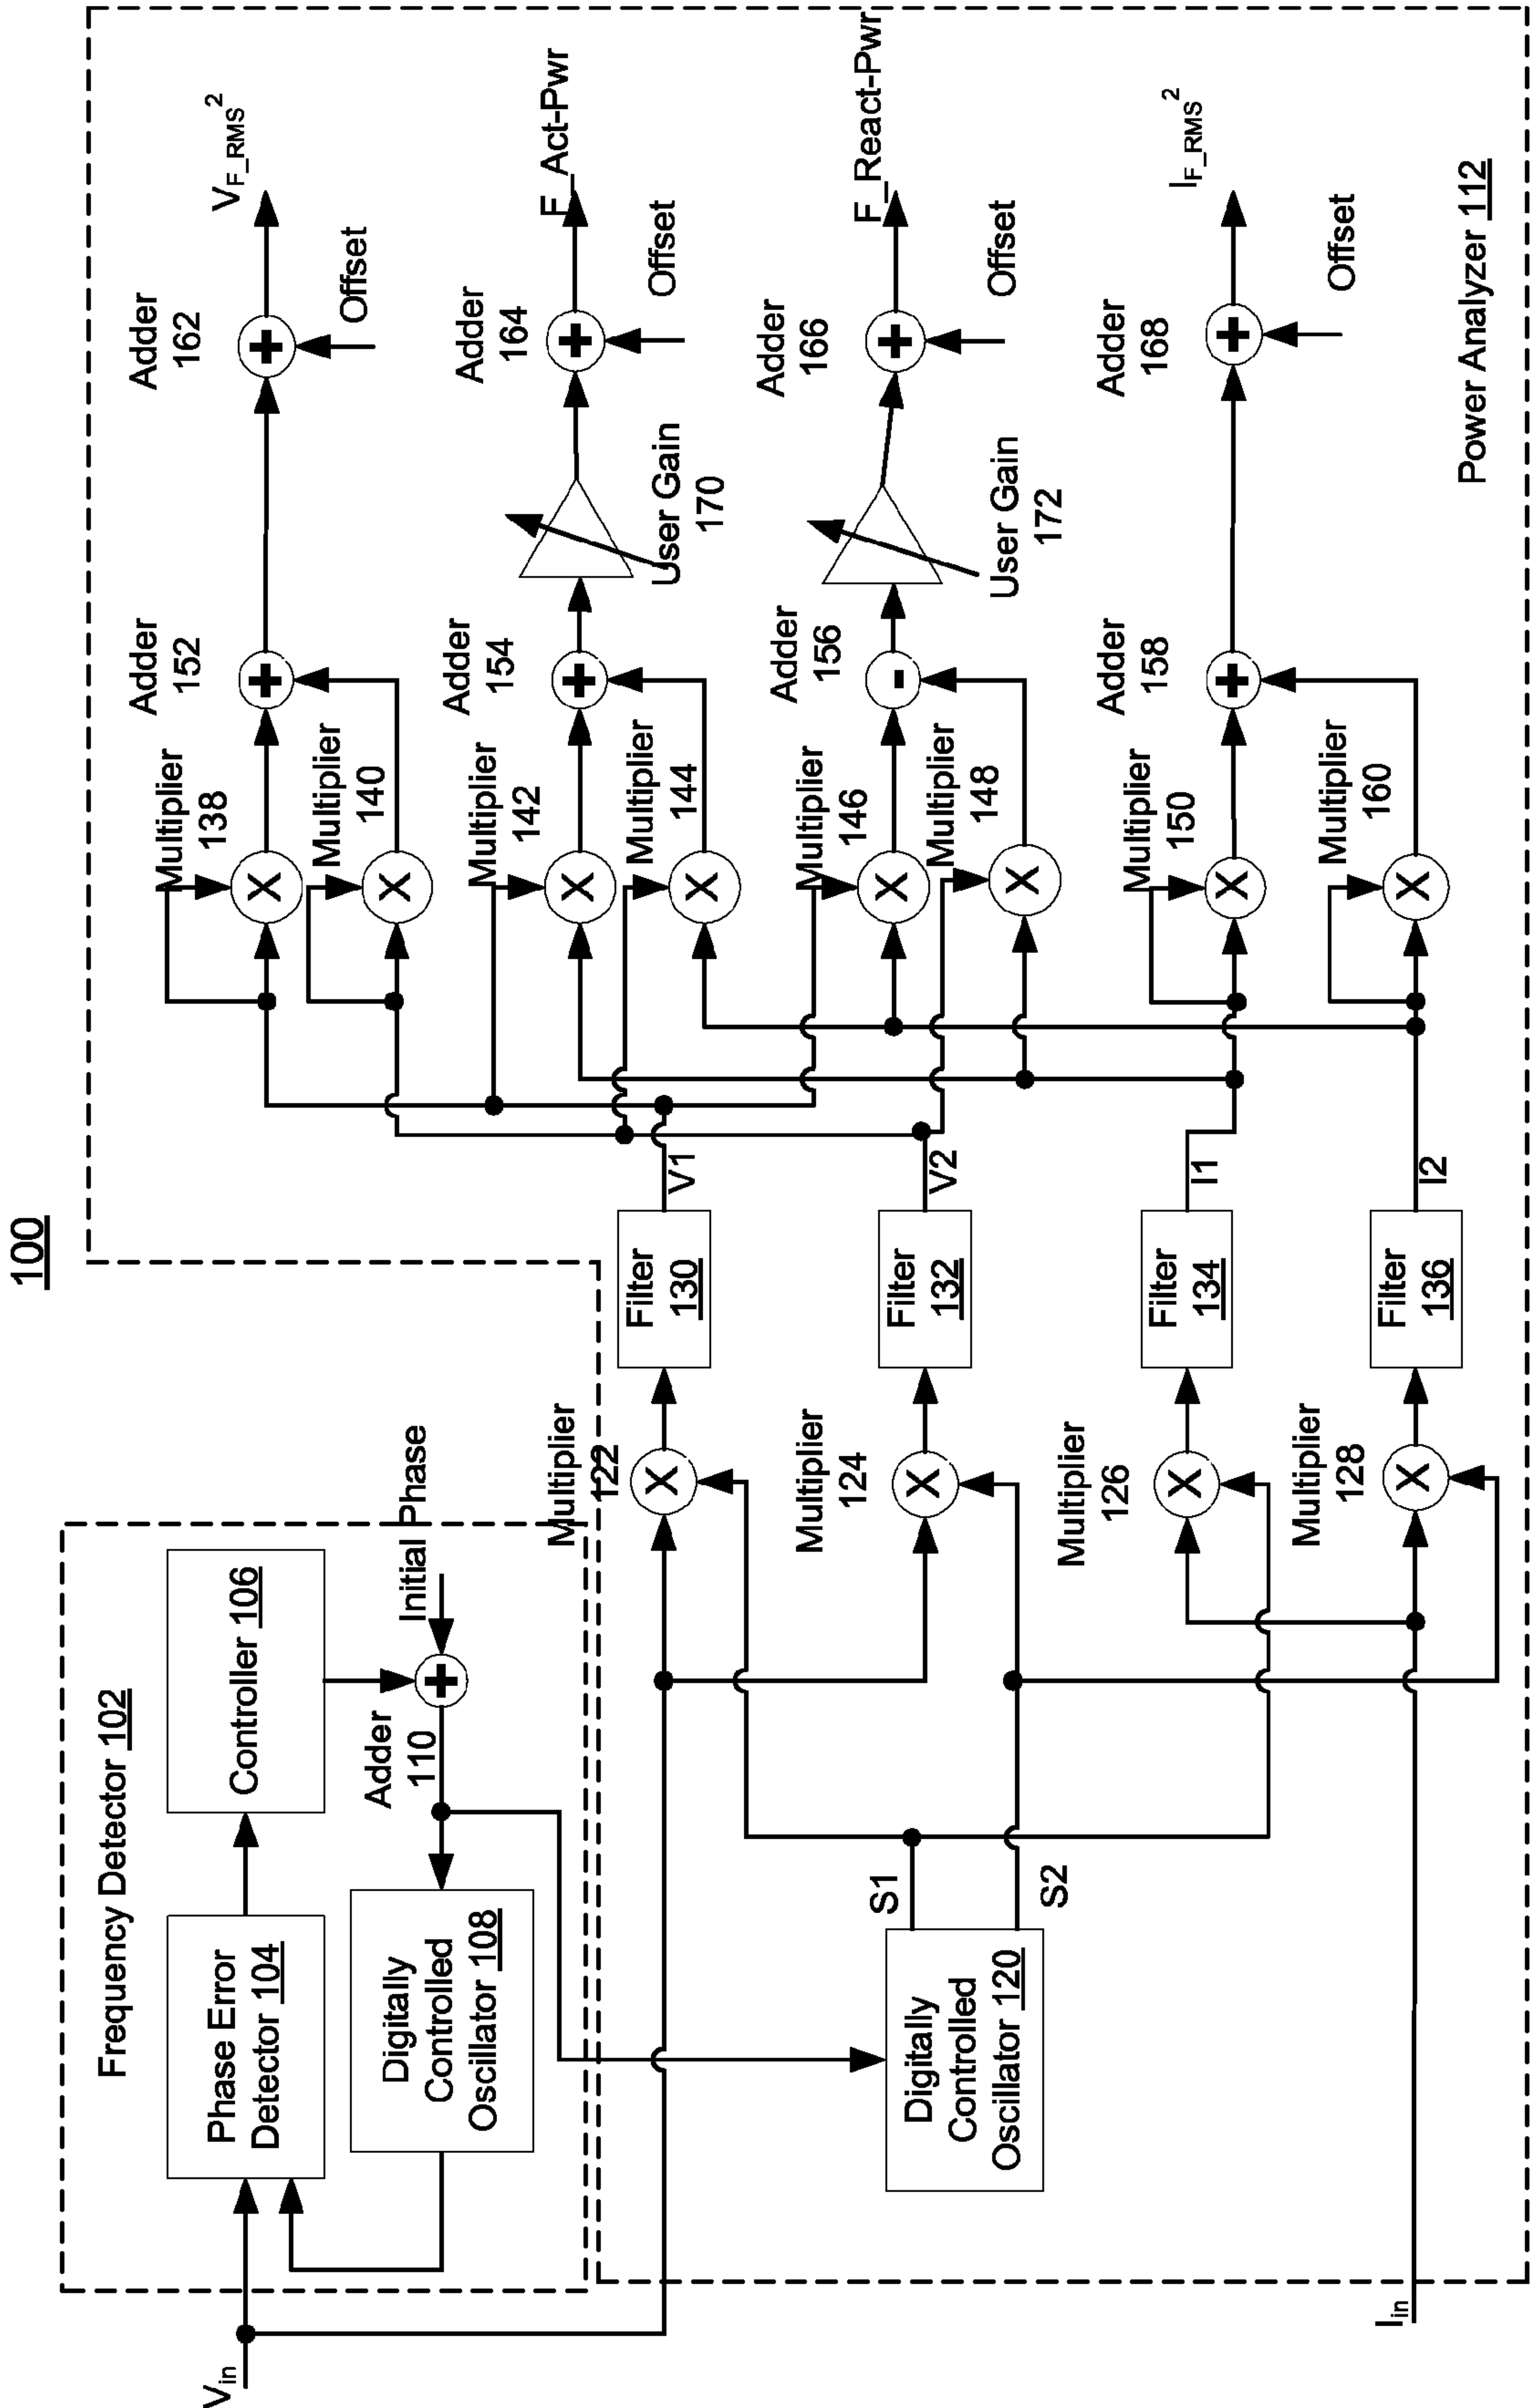 100
Frequency Detector 102
Phase Error
Detector 104
Controller 106
Digitally
Controlled
Oscillator 108
Adder
110
Initial Phase
V_in
Digitally
Controlled
Oscillator 120
S1
S2
I_in
Multiplier
122
Multiplier
124
Multiplier
126
Multiplier
128
X
X
X
X
Filter
130
Filter
132
Filter
134
Filter
136
V1
V2
I1
I2
Multiplier
138
Multiplier
140
Multiplier
142
Multiplier
144
Multiplier
146
Multiplier
148
Multiplier
150
Multiplier
160
X
X
X
X
X
X
X
X
Adder
152
Adder
154
Adder
156
Adder
158
+
+
+
-
+
User Gain
170
User Gain
172
Adder
162
Adder
164
Adder
166
Adder
168
+
+
+
+
Offset
Offset
Offset
Offset
V_F_RMS²
F_Act-Pwr
F_React-Pwr
I_F_RMS²
Power Analyzer 112